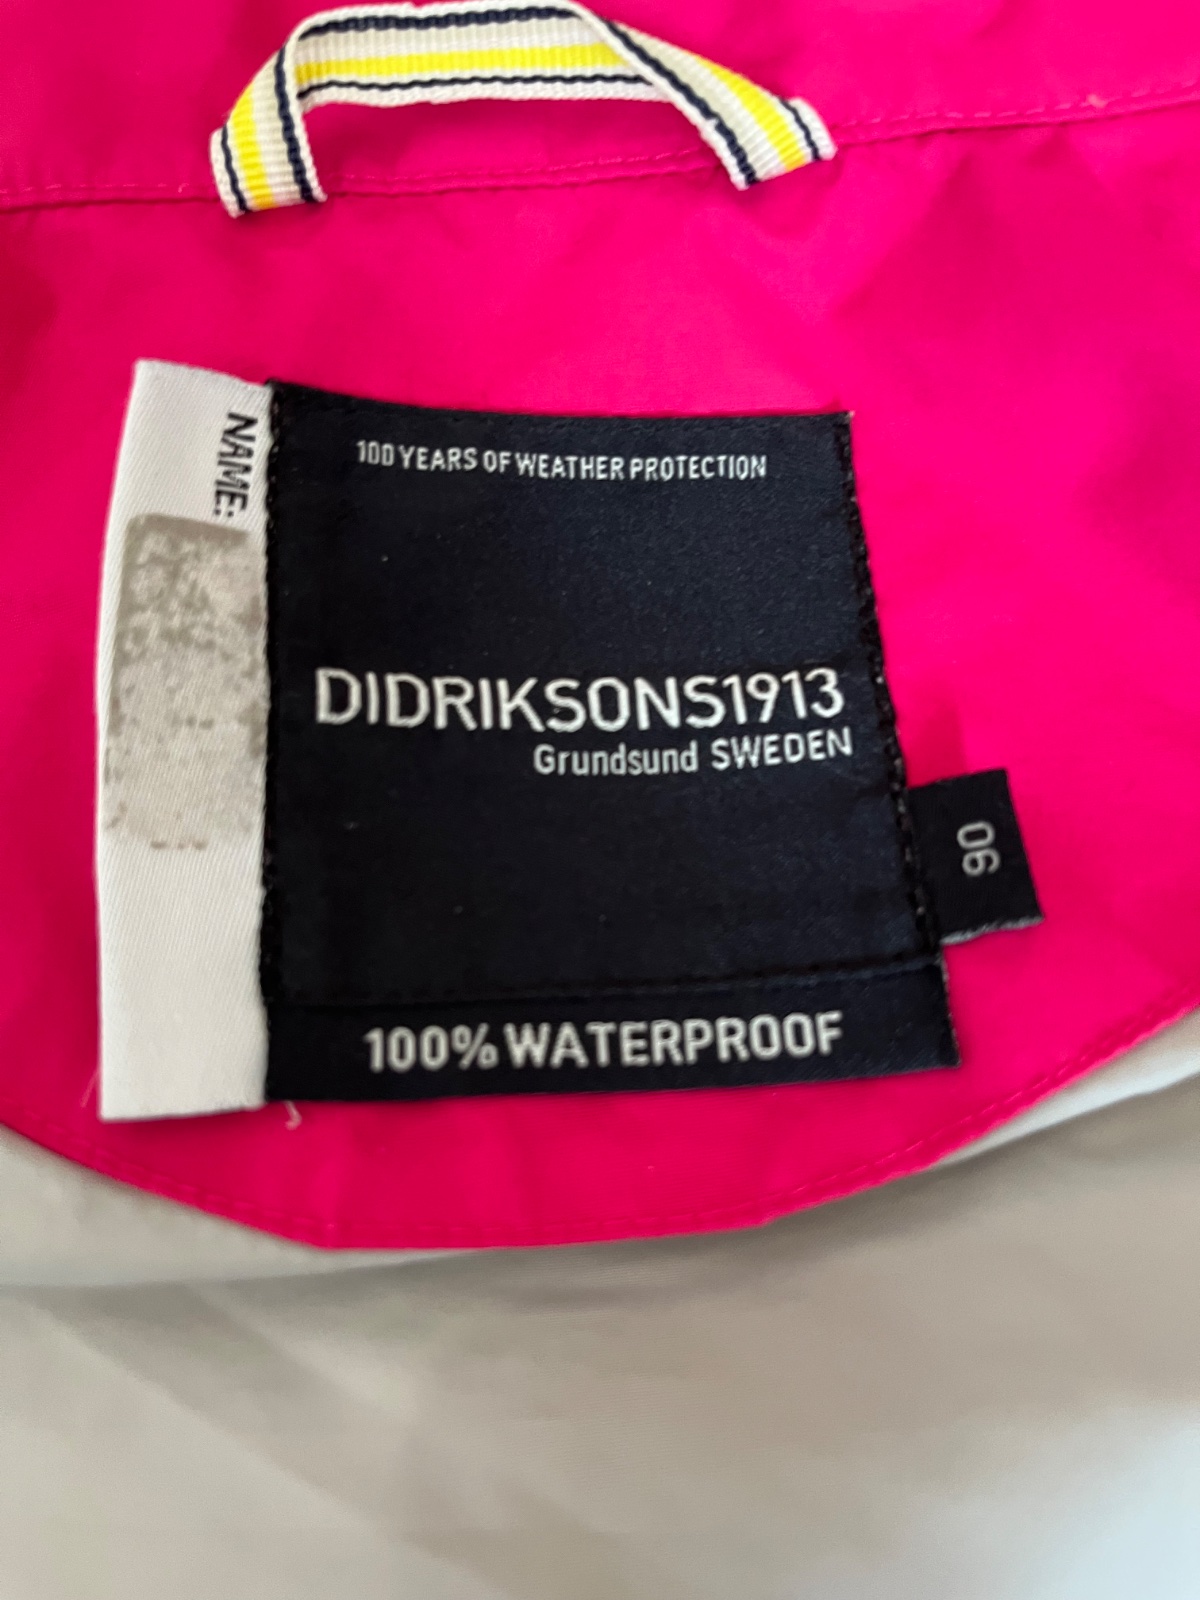 NAME:
100 YEARS OF WEATHER PROTECTION
DIDRIKSONS1913
Grundsund SWEDEN
90
100% WATERPROOF